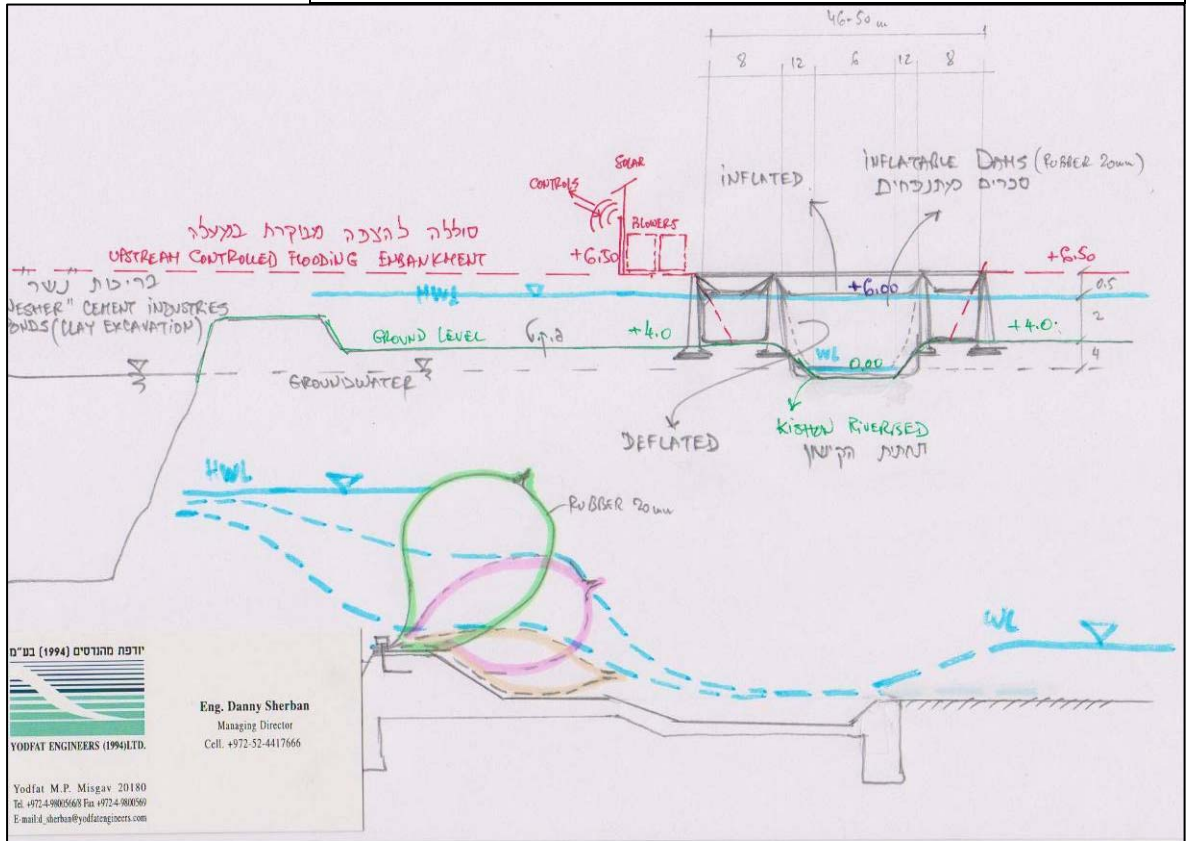 46-50 m
8 12 6 12 8
SOLAR
CONTROLS
BLOWERS
INFLATED
INFLATABLE DAMS (RUBBER 20mm)
סכרים מתנפחים
סוללה להצפה מבוקרת במעלה
UPSTREAM CONTROLLED FLOODING EMBANKMENT
+6.50
+6.50
בריכות נשר
NESHER" CEMENT INDUSTRIES
PONDS (CLAY EXCAVATION)
HWL
+6.00
0.5
2
4
GROUND LEVEL
פ.ק.ט
+4.0
+4.0
WL
0.00
GROUNDWATER
DEFLATED
KISHON RIVERBED
תחתית הקישון
HWL
RUBBER 20mm
WL
יודפת מהנדסים (1994) בע"מ
YODFAT ENGINEERS (1994)LTD.
Eng. Danny Sherban
Managing Director
Cell. +972-52-4417666
Yodfat M.P. Misgav 20180
Tel. +972-4-9800566/8 Fax +972-4-9800569
E-mail:d_sherban@yodfatengineers.com